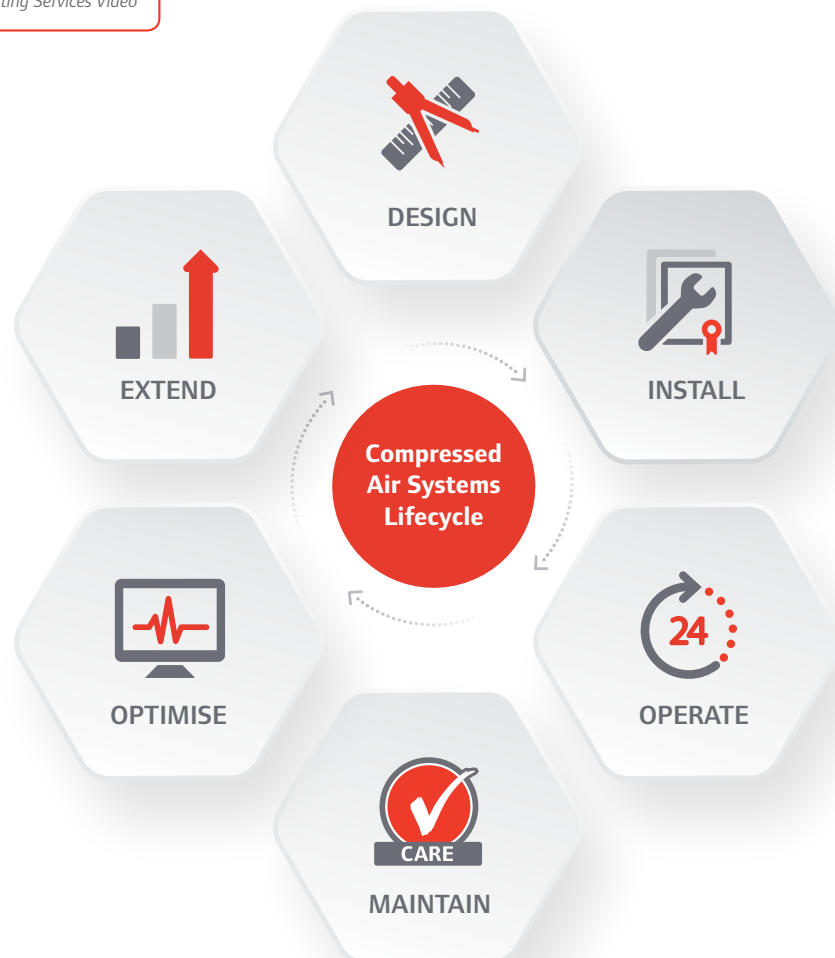 ting Services Video
DESIGN
EXTEND
INSTALL
Compressed
Air Systems
Lifecycle
24
OPTIMISE
OPERATE
CARE
MAINTAIN